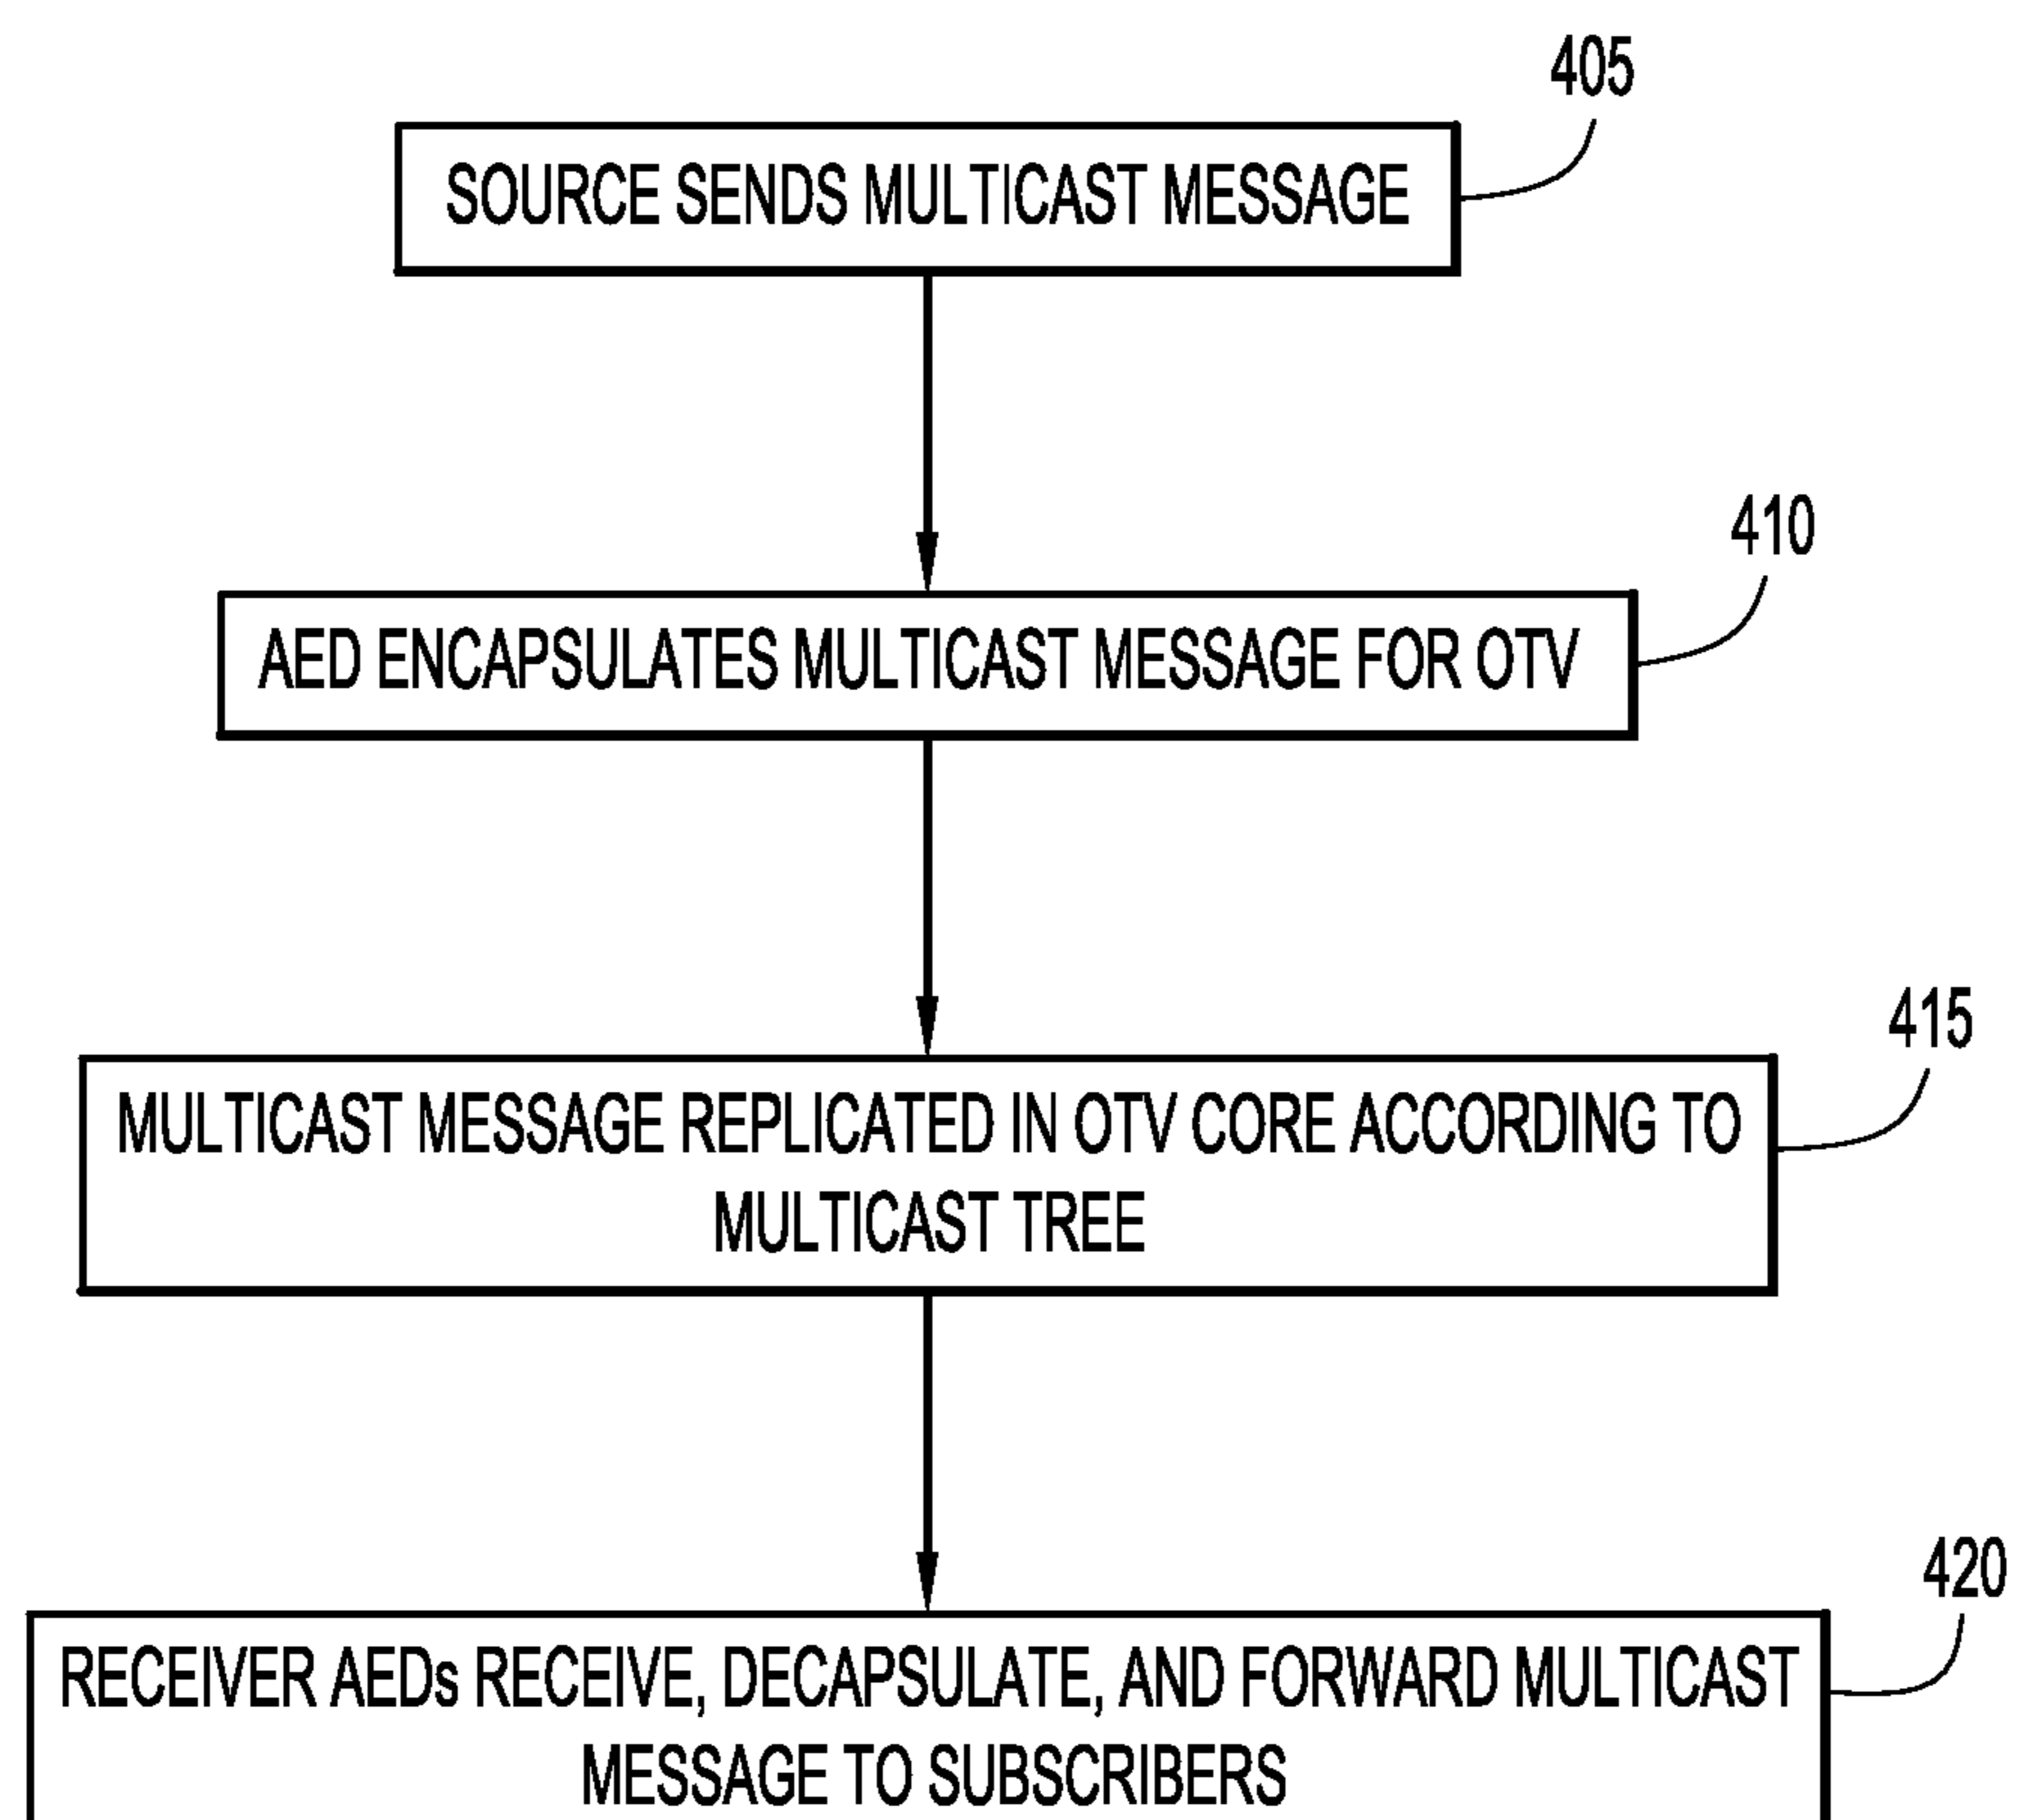 405
SOURCE SENDS MULTICAST MESSAGE
410
AED ENCAPSULATES MULTICAST MESSAGE FOR OTV
415
MULTICAST MESSAGE REPLICATED IN OTV CORE ACCORDING TO
MULTICAST TREE
420
RECEIVER AEDs RECEIVE, DECAPSULATE, AND FORWARD MULTICAST
MESSAGE TO SUBSCRIBERS